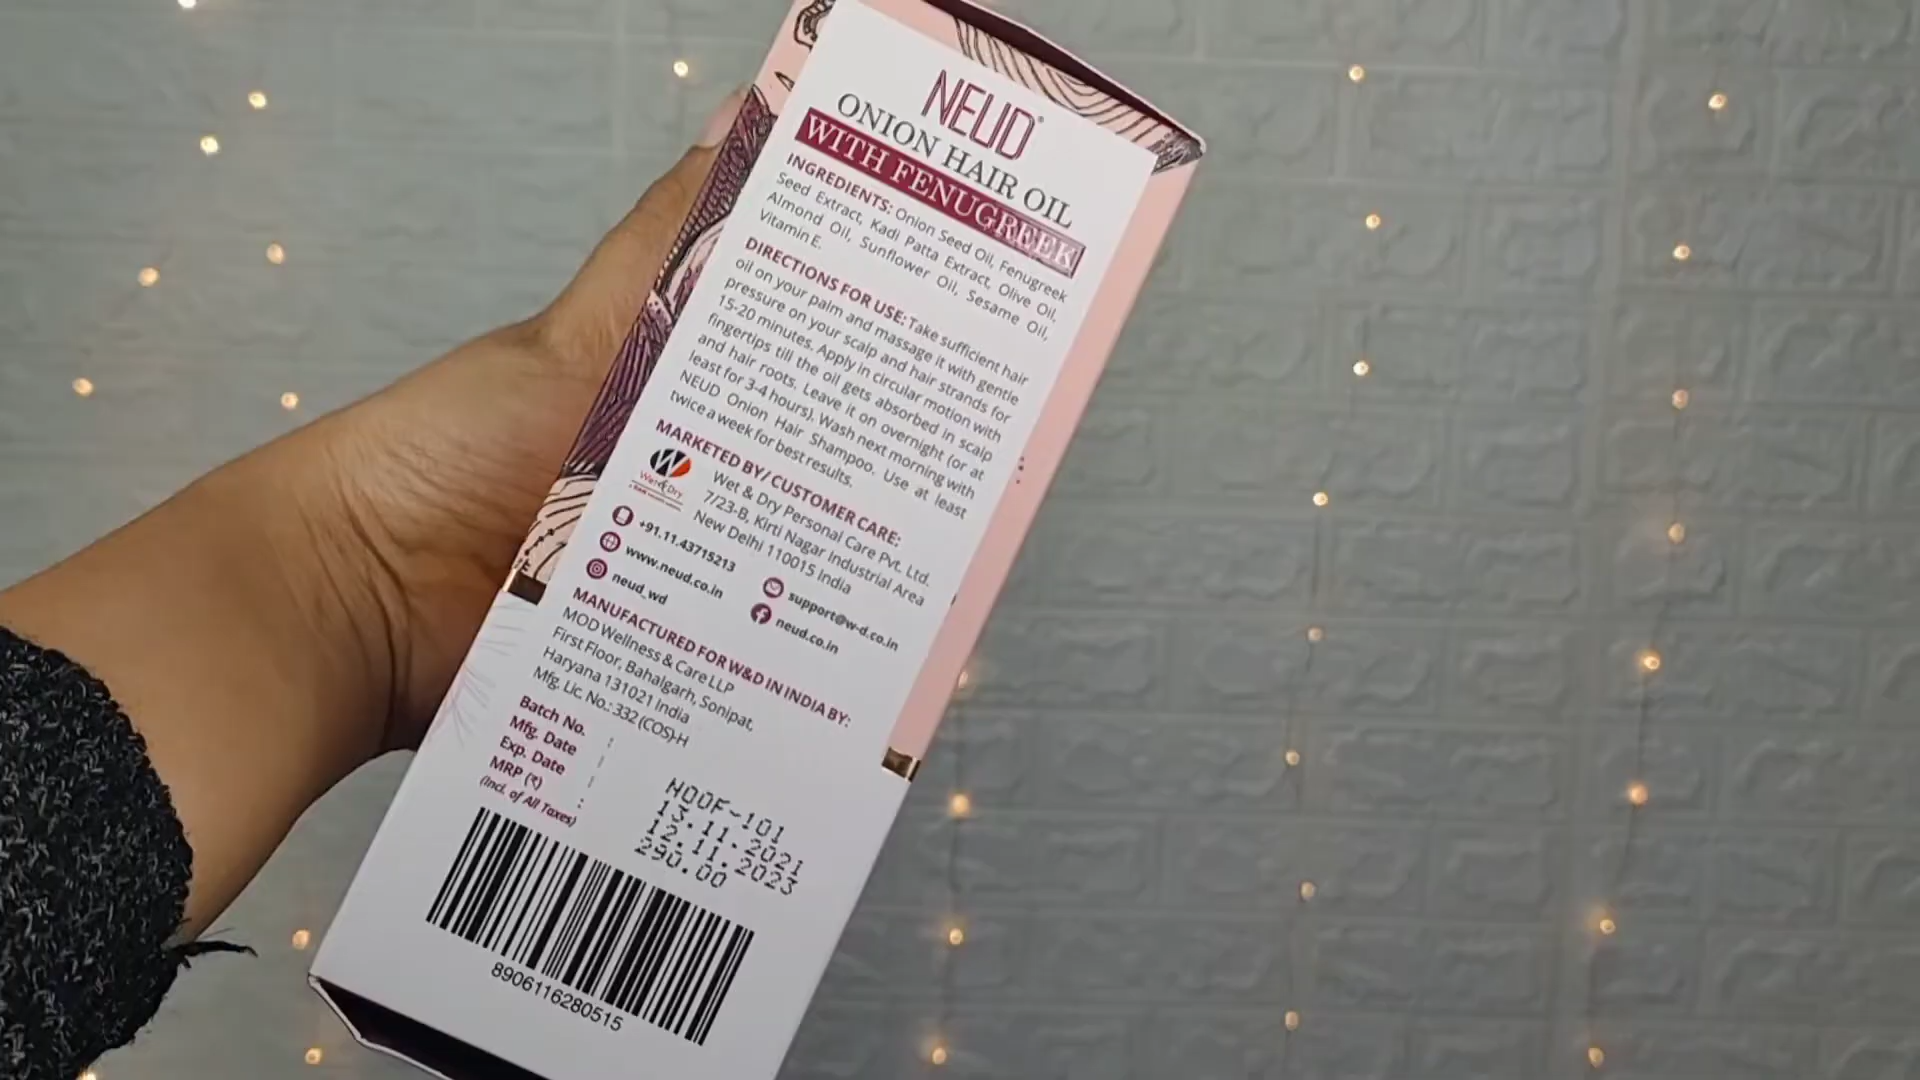 NEUD
ONION HAIR OIL
WITH FENUGREEK
INGREDIENTS: Onion Seed Oil, Fenugreek
Seed Extract, Kadi Patta Extract, Olive Oil,
Almond Oil, Sunflower Oil, Sesame Oil,
Vitamin E.
DIRECTIONS FOR USE: Take sufficient hair
oil on your palm and massage it with gentle
pressure on your scalp and hair strands for
15-20 minutes. Apply in circular motion with
fingertips till the oil gets absorbed in scalp
and hair roots. Leave it on overnight (or at
least for 3-4 hours). Wash next morning with
NEUD Onion Hair Shampoo. Use at least
twice a week for best results.
MARKETED BY/ CUSTOMER CARE:
Wet & Dry
Wet & Dry Personal Care Pvt. Ltd.
7/23-B, Kirti Nagar Industrial Area
New Delhi 110015 India
+91.11.43715213
www.neud.co.in
support@w-d.co.in
neud_wd
neud.co.in
MANUFACTURED FOR W&D IN INDIA BY:
MOD Wellness & Care LLP
First Floor, Bahalgarh, Sonipat,
Haryana 131021 India
Mfg. Lic. No.: 332 (COS)-H
Batch No. : HOOF-101
Mfg. Date : 13.11.2021
Exp. Date : 12.11.2023
MRP (₹) : 290.00
(Incl. of All Taxes)
8906116280515